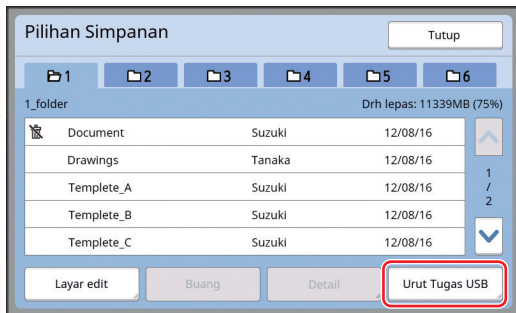 Pilihan Simpanan
Tutup
1 2 3 4 5 6
1_folder Drh lepas: 11339MB (75%)
Document Suzuki 12/08/16
Drawings Tanaka 12/08/16
Templete_A Suzuki 12/08/16
Templete_B Suzuki 12/08/16
Templete_C Suzuki 12/08/16
1
/
2
Layar edit Buang Detail Urut Tugas USB